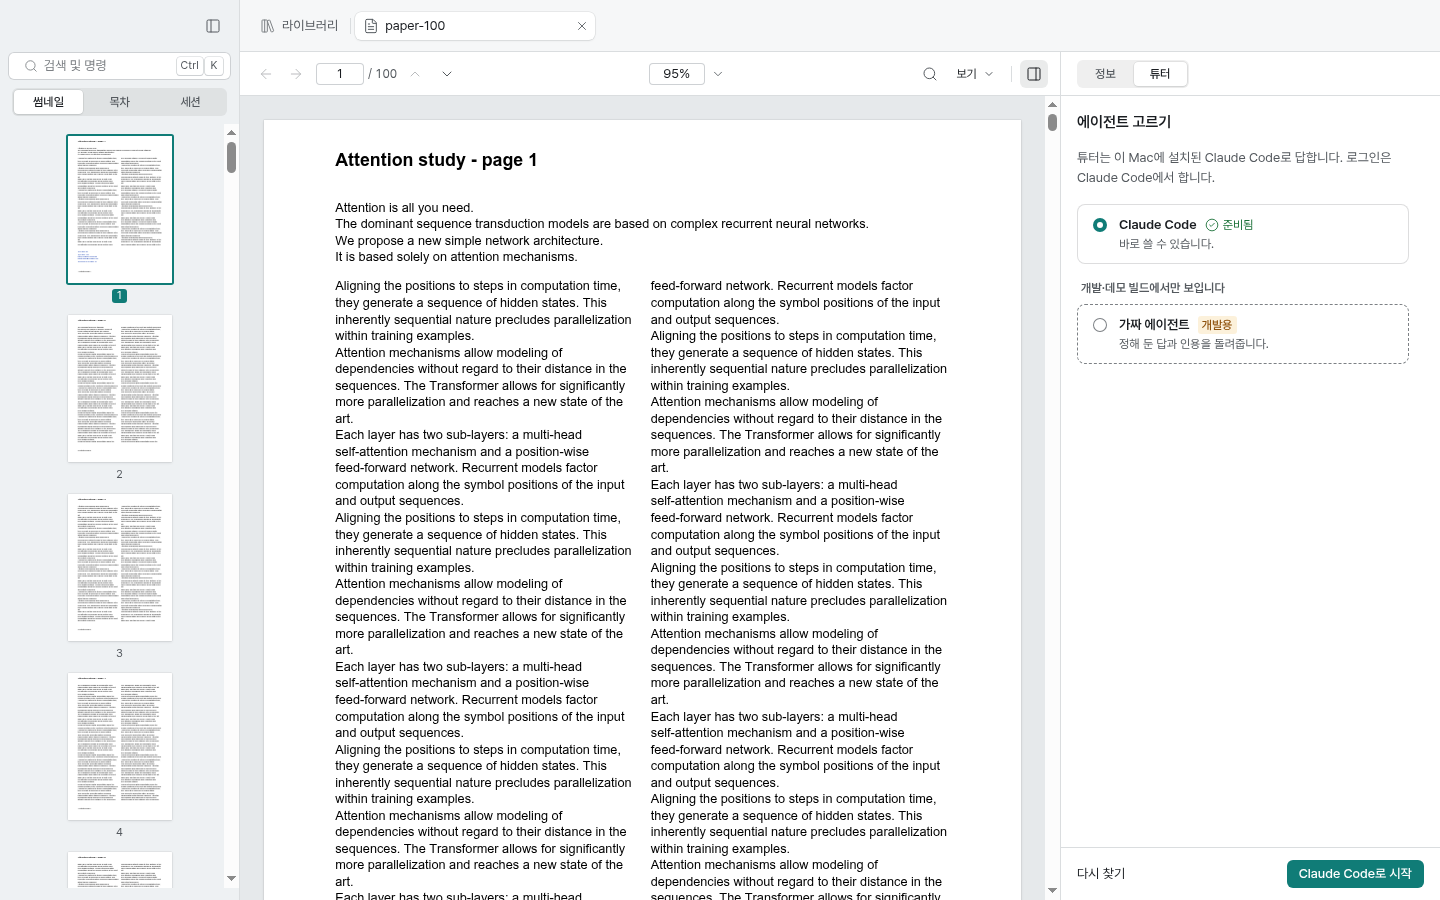 라이브러리
paper-100
검색 및 명령
Ctrl K
썸네일 목차 세션
1
2
3
4
1 / 100
95%
보기
Attention study - page 1
Attention is all you need.
The dominant sequence transduction models are based on complex recurrent neural networks.
We propose a new simple network architecture.
It is based solely on attention mechanisms.
Aligning the positions to steps in computation time,
they generate a sequence of hidden states. This
inherently sequential nature precludes parallelization
within training examples.
Attention mechanisms allow modeling of
dependencies without regard to their distance in the
sequences. The Transformer allows for significantly
more parallelization and reaches a new state of the
art.
Each layer has two sub-layers: a multi-head
self-attention mechanism and a position-wise
feed-forward network. Recurrent models factor
computation along the symbol positions of the input
and output sequences.
Aligning the positions to steps in computation time,
they generate a sequence of hidden states. This
inherently sequential nature precludes parallelization
within training examples.
Attention mechanisms allow modeling of
dependencies without regard to their distance in the
sequences. The Transformer allows for significantly
more parallelization and reaches a new state of the
art.
Each layer has two sub-layers: a multi-head
self-attention mechanism and a position-wise
feed-forward network. Recurrent models factor
computation along the symbol positions of the input
and output sequences.
Aligning the positions to steps in computation time,
they generate a sequence of hidden states. This
inherently sequential nature precludes parallelization
within training examples.
Attention mechanisms allow modeling of
dependencies without regard to their distance in the
sequences. The Transformer allows for significantly
more parallelization and reaches a new state of the
art.
Each layer has two sub-layers: a multi-head
feed-forward network. Recurrent models factor
computation along the symbol positions of the input
and output sequences.
Aligning the positions to steps in computation time,
they generate a sequence of hidden states. This
inherently sequential nature precludes parallelization
within training examples.
Attention mechanisms allow modeling of
dependencies without regard to their distance in the
sequences. The Transformer allows for significantly
more parallelization and reaches a new state of the
art.
Each layer has two sub-layers: a multi-head
self-attention mechanism and a position-wise
feed-forward network. Recurrent models factor
computation along the symbol positions of the input
and output sequences.
Aligning the positions to steps in computation time,
they generate a sequence of hidden states. This
inherently sequential nature precludes parallelization
within training examples.
Attention mechanisms allow modeling of
dependencies without regard to their distance in the
sequences. The Transformer allows for significantly
more parallelization and reaches a new state of the
art.
Each layer has two sub-layers: a multi-head
self-attention mechanism and a position-wise
feed-forward network. Recurrent models factor
computation along the symbol positions of the input
and output sequences.
Aligning the positions to steps in computation time,
they generate a sequence of hidden states. This
inherently sequential nature precludes parallelization
within training examples.
Attention mechanisms allow modeling of
dependencies without regard to their distance in the
sequences. The Transformer allows for significantly
정보 튜터
에이전트 고르기
튜터는 이 Mac에 설치된 Claude Code로 답합니다. 로그인은
Claude Code에서 합니다.
Claude Code 준비됨
바로 쓸 수 있습니다.
개발·데모 빌드에서만 보입니다
가짜 에이전트 개발용
정해 둔 답과 인용을 돌려줍니다.
다시 찾기
Claude Code로 시작